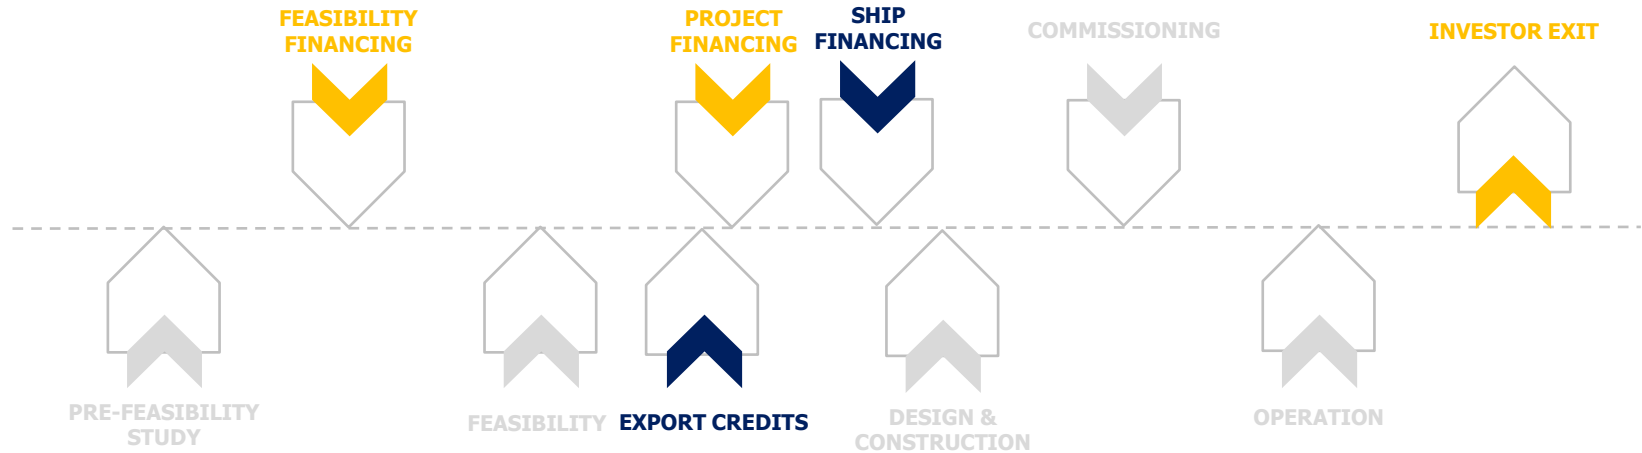 FEASIBILITY
FINANCING
PROJECT
FINANCING
SHIP
FINANCING
COMMISSIONING
INVESTOR EXIT
PRE-FEASIBILITY
STUDY
FEASIBILITY
EXPORT CREDITS
DESIGN &
CONSTRUCTION
OPERATION